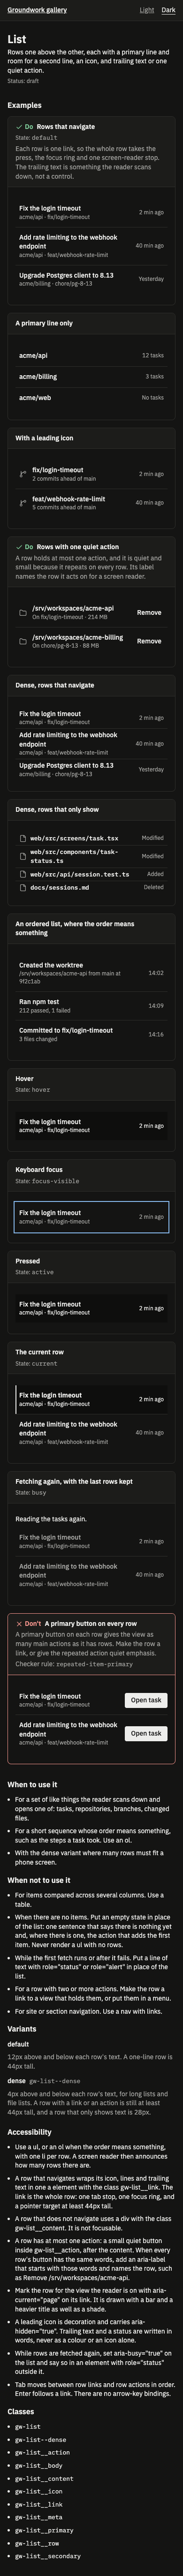 Groundwork gallery
Light
Dark
List
Rows one above the other, each with a primary line and
room for a second line, an icon, and trailing text or one
quiet action.
Status: draft
Examples
Do Rows that navigate
State: default
Each row is one link, so the whole row takes the
press, the focus ring and one screen-reader stop.
The trailing text is something the reader scans
down, not a control.
Fix the login timeout
acme/api · fix/login-timeout
2 min ago
Add rate limiting to the webhook
endpoint
acme/api · feat/webhook-rate-limit
40 min ago
Upgrade Postgres client to 8.13
acme/billing · chore/pg-8-13
Yesterday
A primary line only
acme/api
12 tasks
acme/billing
3 tasks
acme/web
No tasks
With a leading icon
fix/login-timeout
2 commits ahead of main
2 min ago
feat/webhook-rate-limit
5 commits ahead of main
40 min ago
Do Rows with one quiet action
A row holds at most one action, and it is quiet and
small because it repeats on every row. Its label
names the row it acts on for a screen reader.
/srv/workspaces/acme-api
On fix/login-timeout · 214 MB
Remove
/srv/workspaces/acme-billing
On chore/pg-8-13 · 88 MB
Remove
Dense, rows that navigate
Fix the login timeout
acme/api · fix/login-timeout
2 min ago
Add rate limiting to the webhook
endpoint
acme/api · feat/webhook-rate-limit
40 min ago
Upgrade Postgres client to 8.13
acme/billing · chore/pg-8-13
Yesterday
Dense, rows that only show
web/src/screens/task.tsx
Modified
web/src/components/task-
status.ts
Modified
web/src/api/session.test.ts
Added
docs/sessions.md
Deleted
An ordered list, where the order means
something
Created the worktree
/srv/workspaces/acme-api from main at
9f2c1ab
14:02
Ran npm test
212 passed, 1 failed
14:09
Committed to fix/login-timeout
3 files changed
14:16
Hover
State: hover
Fix the login timeout
acme/api · fix/login-timeout
2 min ago
Keyboard focus
State: focus-visible
Fix the login timeout
acme/api · fix/login-timeout
2 min ago
Pressed
State: active
Fix the login timeout
acme/api · fix/login-timeout
2 min ago
The current row
State: current
Fix the login timeout
acme/api · fix/login-timeout
2 min ago
Add rate limiting to the webhook
endpoint
acme/api · feat/webhook-rate-limit
40 min ago
Fetching again, with the last rows kept
State: busy
Reading the tasks again.
Fix the login timeout
acme/api · fix/login-timeout
2 min ago
Add rate limiting to the webhook
endpoint
acme/api · feat/webhook-rate-limit
40 min ago
Don't A primary button on every row
A primary button on each row gives the view as
many main actions as it has rows. Make the row a
link, or give the repeated action quiet emphasis.
Checker rule: repeated-item-primary
Fix the login timeout
acme/api · fix/login-timeout
Open task
Add rate limiting to the webhook
endpoint
acme/api · feat/webhook-rate-limit
Open task
When to use it
For a set of like things the reader scans down and
opens one of: tasks, repositories, branches, changed
files.
For a short sequence whose order means something,
such as the steps a task took. Use an ol.
With the dense variant where many rows must fit a
phone screen.
When not to use it
For items compared across several columns. Use a
table.
When there are no items. Put an empty state in place
of the list: one sentence that says there is nothing yet
and, where there is one, the action that adds the first
item. Never render a ul with no rows.
While the first fetch runs or after it fails. Put a line of
text with role="status" or role="alert" in place of the
list.
For a row with two or more actions. Make the row a
link to a view that holds them, or put them in a menu.
For site or section navigation. Use a nav with links.
Variants
default
12px above and below each row's text. A one-line row is
44px tall.
dense gw-list--dense
4px above and below each row's text, for long lists and
file lists. A row with a link or an action is still at least
44px tall, and a row that only shows text is 28px.
Accessibility
Use a ul, or an ol when the order means something,
with one li per row. A screen reader then announces
how many rows there are.
A row that navigates wraps its icon, lines and trailing
text in one a element with the class gw-list__link. The
link is the whole row: one tab stop, one focus ring, and
a pointer target at least 44px tall.
A row that does not navigate uses a div with the class
gw-list__content. It is not focusable.
A row has at most one action: a small quiet button
inside gw-list__action, after the content. When every
row's button has the same words, add an aria-label
that starts with those words and names the row, such
as Remove /srv/workspaces/acme-api.
Mark the row for the view the reader is on with aria-
current="page" on its link. It is drawn with a bar and a
heavier title as well as a shade.
A leading icon is decoration and carries aria-
hidden="true". Trailing text and a status are written in
words, never as a colour or an icon alone.
While rows are fetched again, set aria-busy="true" on
the list and say so in an element with role="status"
outside it.
Tab moves between row links and row actions in order.
Enter follows a link. There are no arrow-key bindings.
Classes
gw-list
gw-list--dense
gw-list__action
gw-list__body
gw-list__content
gw-list__icon
gw-list__link
gw-list__meta
gw-list__primary
gw-list__row
gw-list__secondary